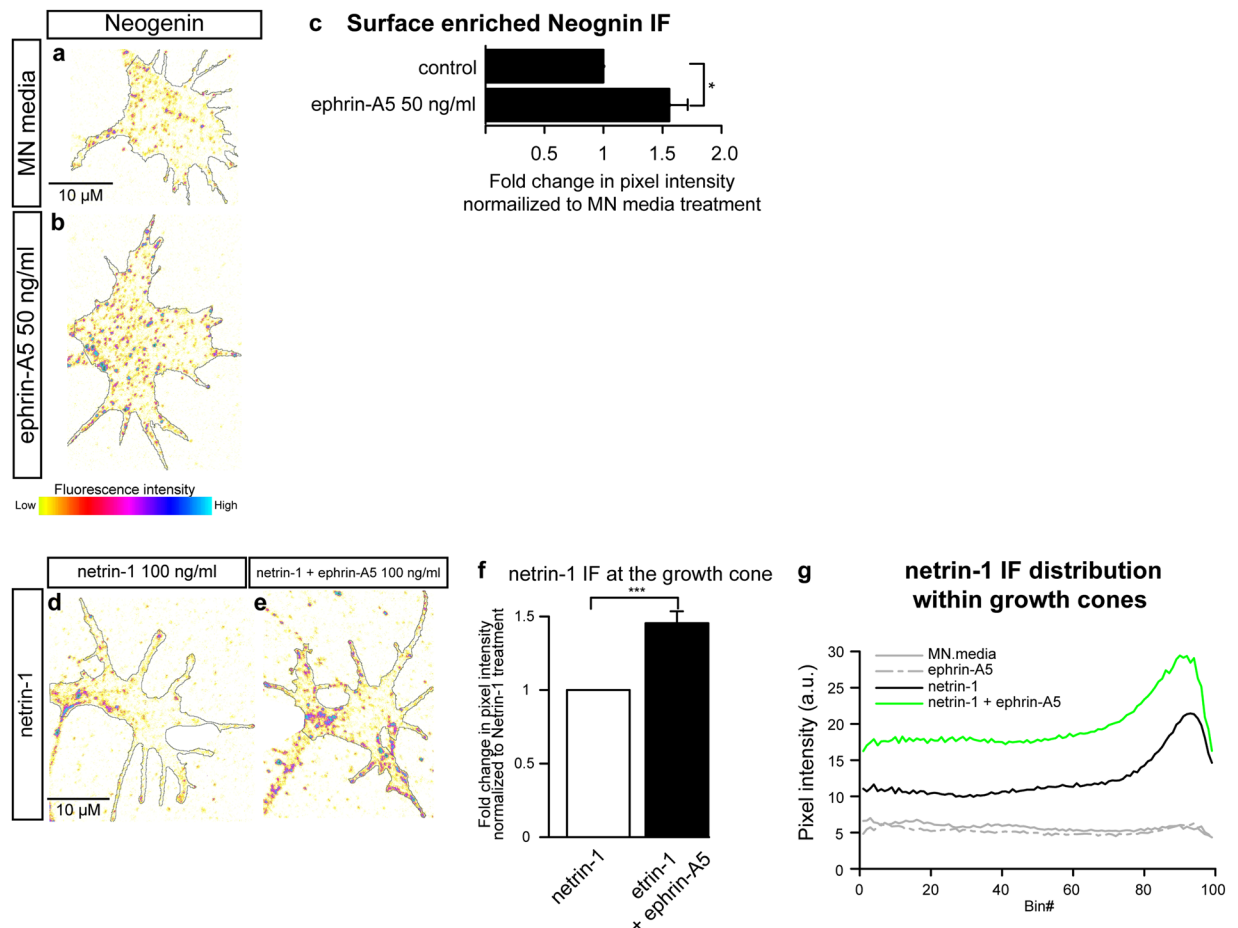 Neogenin
MN media
a
10 µM
ephrin-A5 50 ng/ml
b
Fluorescence intensity
Low
High
c Surface enriched Neognin IF
control
ephrin-A5 50 ng/ml
*
0.5 1 1.5 2.0
Fold change in pixel intensity
normailized to MN media treatment
netrin-1 100 ng/ml
netrin-1 + ephrin-A5 100 ng/ml
netrin-1
d
10 µM
e
f netrin-1 IF at the growth cone
***
Fold change in pixel intensity
normalized to Netrin-1 treatment
1.5
1
0.5
0
netrin-1
etrin-1
+ ephrin-A5
g netrin-1 IF distribution
within growth cones
Pixel intensity (a.u.)
30
25
20
15
10
5
0
MN.media
ephrin-A5
netrin-1
netrin-1 + ephrin-A5
0 20 40 60 80 100
Bin#